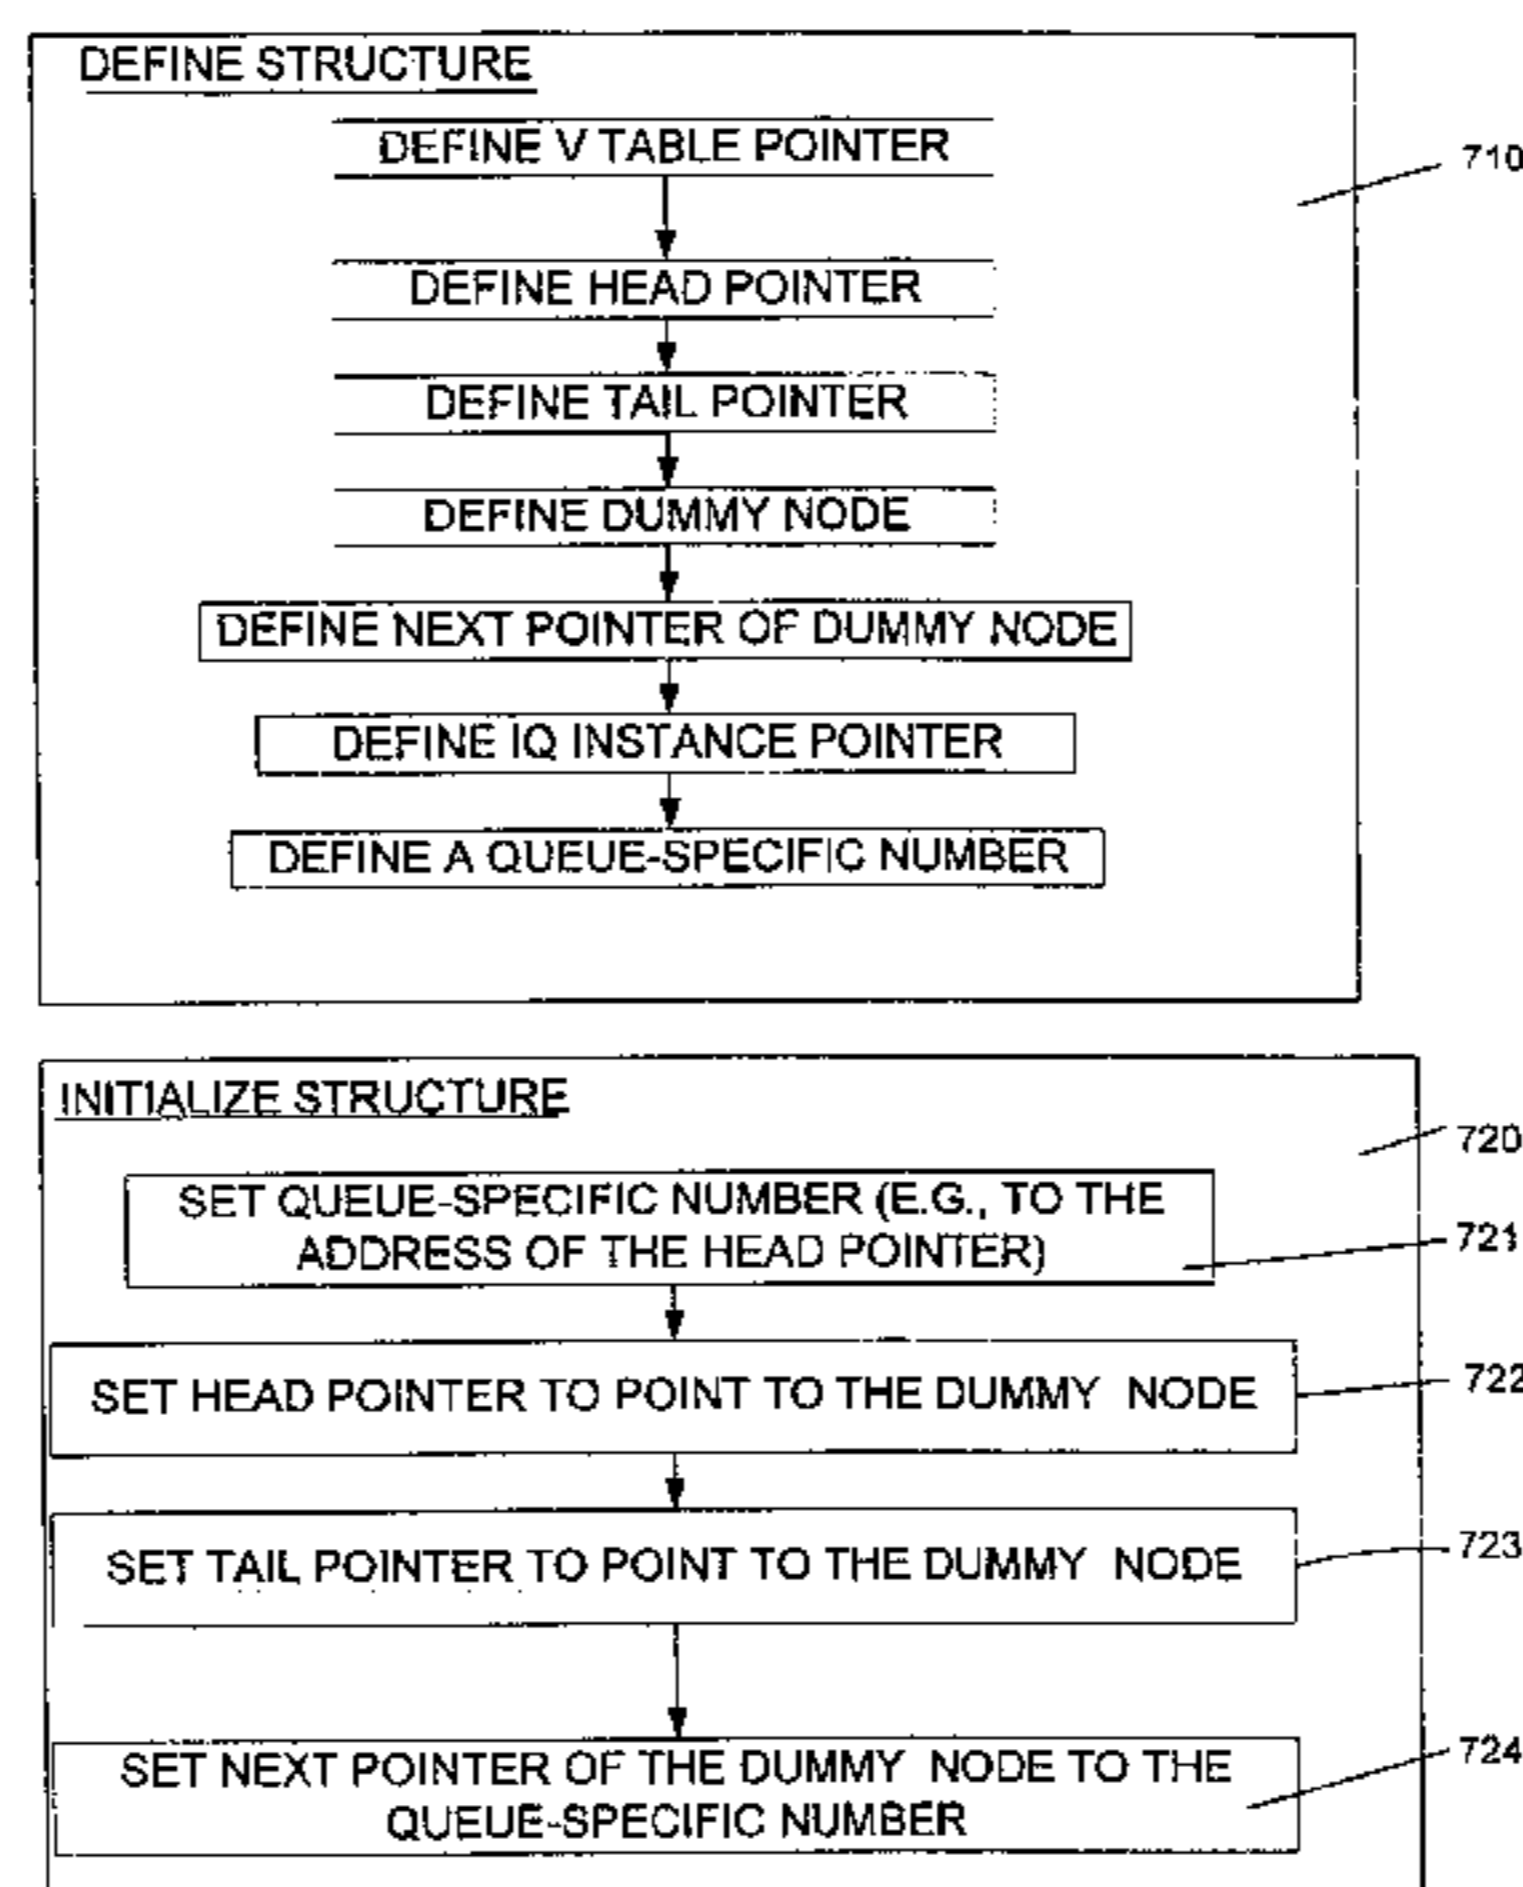 DEFINE STRUCTURE
DEFINE V TABLE POINTER
710
DEFINE HEAD POINTER
DEFINE TAIL POINTER
DEFINE DUMMY NODE
DEFINE NEXT POINTER OF DUMMY NODE
DEFINE IQ INSTANCE POINTER
DEFINE A QUEUE-SPECIFIC NUMBER
INITIALIZE STRUCTURE
720
SET QUEUE-SPECIFIC NUMBER (E.G., TO THE
ADDRESS OF THE HEAD POINTER)
721
SET HEAD POINTER TO POINT TO THE DUMMY NODE
722
SET TAIL POINTER TO POINT TO THE DUMMY NODE
723
SET NEXT POINTER OF THE DUMMY NODE TO THE
QUEUE-SPECIFIC NUMBER
724